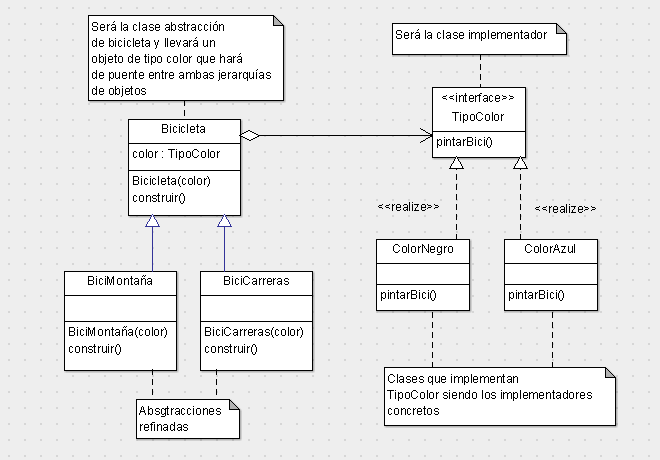 Será la clase abstracción
de bicicleta y llevará un
objeto de tipo color que hará
de puente entre ambas jerarquías
de objetos
Será la clase implementador
<<interface>>
TipoColor
pintarBici()
Bicicleta
color : TipoColor
Bicicleta(color)
construir()
<<realize>>
<<realize>>
BiciMontaña
BiciMontaña(color)
construir()
BiciCarreras
BiciCarreras(color)
construir()
ColorNegro
pintarBici()
ColorAzul
pintarBici()
Absgtracciones
refinadas
Clases que implementan
TipoColor siendo los implementadores
concretos